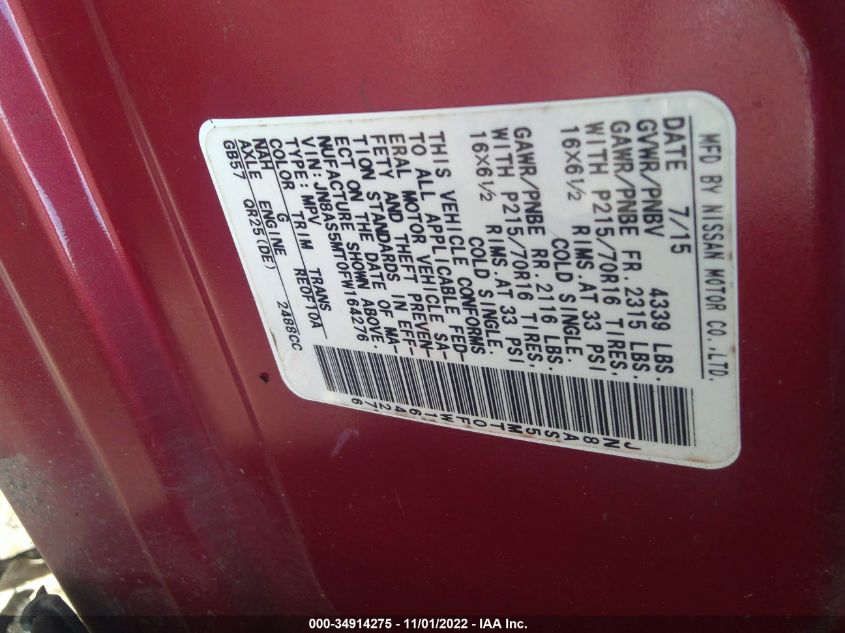 MFD BY NISSAN MOTOR CO.,LTD.
DATE 7/15
GVWR/PNBV 4339 LBS.
GAWR/PNBE FR. 2315 LBS.
WITH P215/70R16 TIRES,
16×6½ RIMS.AT 33 PSI
COLD SINGLE.
GAWR/PNBE RR. 2116 LBS.
WITH P215/70R16 TIRES,
16×6½ RIMS.AT 33 PSI
COLD SINGLE.
THIS VEHICLE CONFORMS
TO ALL APPLICABLE FED-
ERAL MOTOR VEHICLE SA-
FETY AND THEFT PREVEN-
TION STANDARDS IN EFF-
ECT ON THE DATE OF MA-
NUFACTURE SHOWN ABOVE.
VIN: JN8AS5MT0FW164276
TYPE: MPV
COLOR TRIM TRANS
NAH G RE0F10A
AXLE ENGINE 2488CC
GB57 QR25(DE)
JN8AS5MT0FW164276
000-34914275 - 11/01/2022 - IAA Inc.